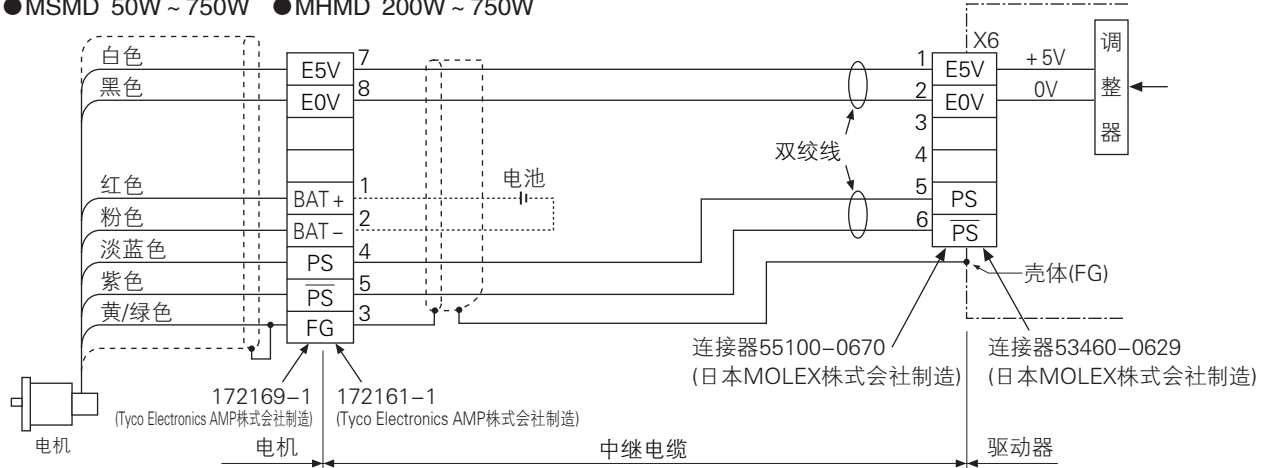 ●MSMD 50W~750W ●MHMD 200W~750W
白色
黑色
红色
粉色
淡蓝色
紫色
黄/绿色
电机
E5V 7
E0V 8
BAT+ 1
BAT− 2
PS 4
P̅S̅ 5
FG 3
电池
双绞线
X6
1 E5V +5V
2 E0V 0V
3
4
5 PS
6 P̅S̅
调整器
壳体(FG)
172169−1
(Tyco Electronics AMP株式会社制造)
172161−1
(Tyco Electronics AMP株式会社制造)
连接器55100−0670
(日本MOLEX株式会社制造)
连接器53460−0629
(日本MOLEX株式会社制造)
电机
中继电缆
驱动器